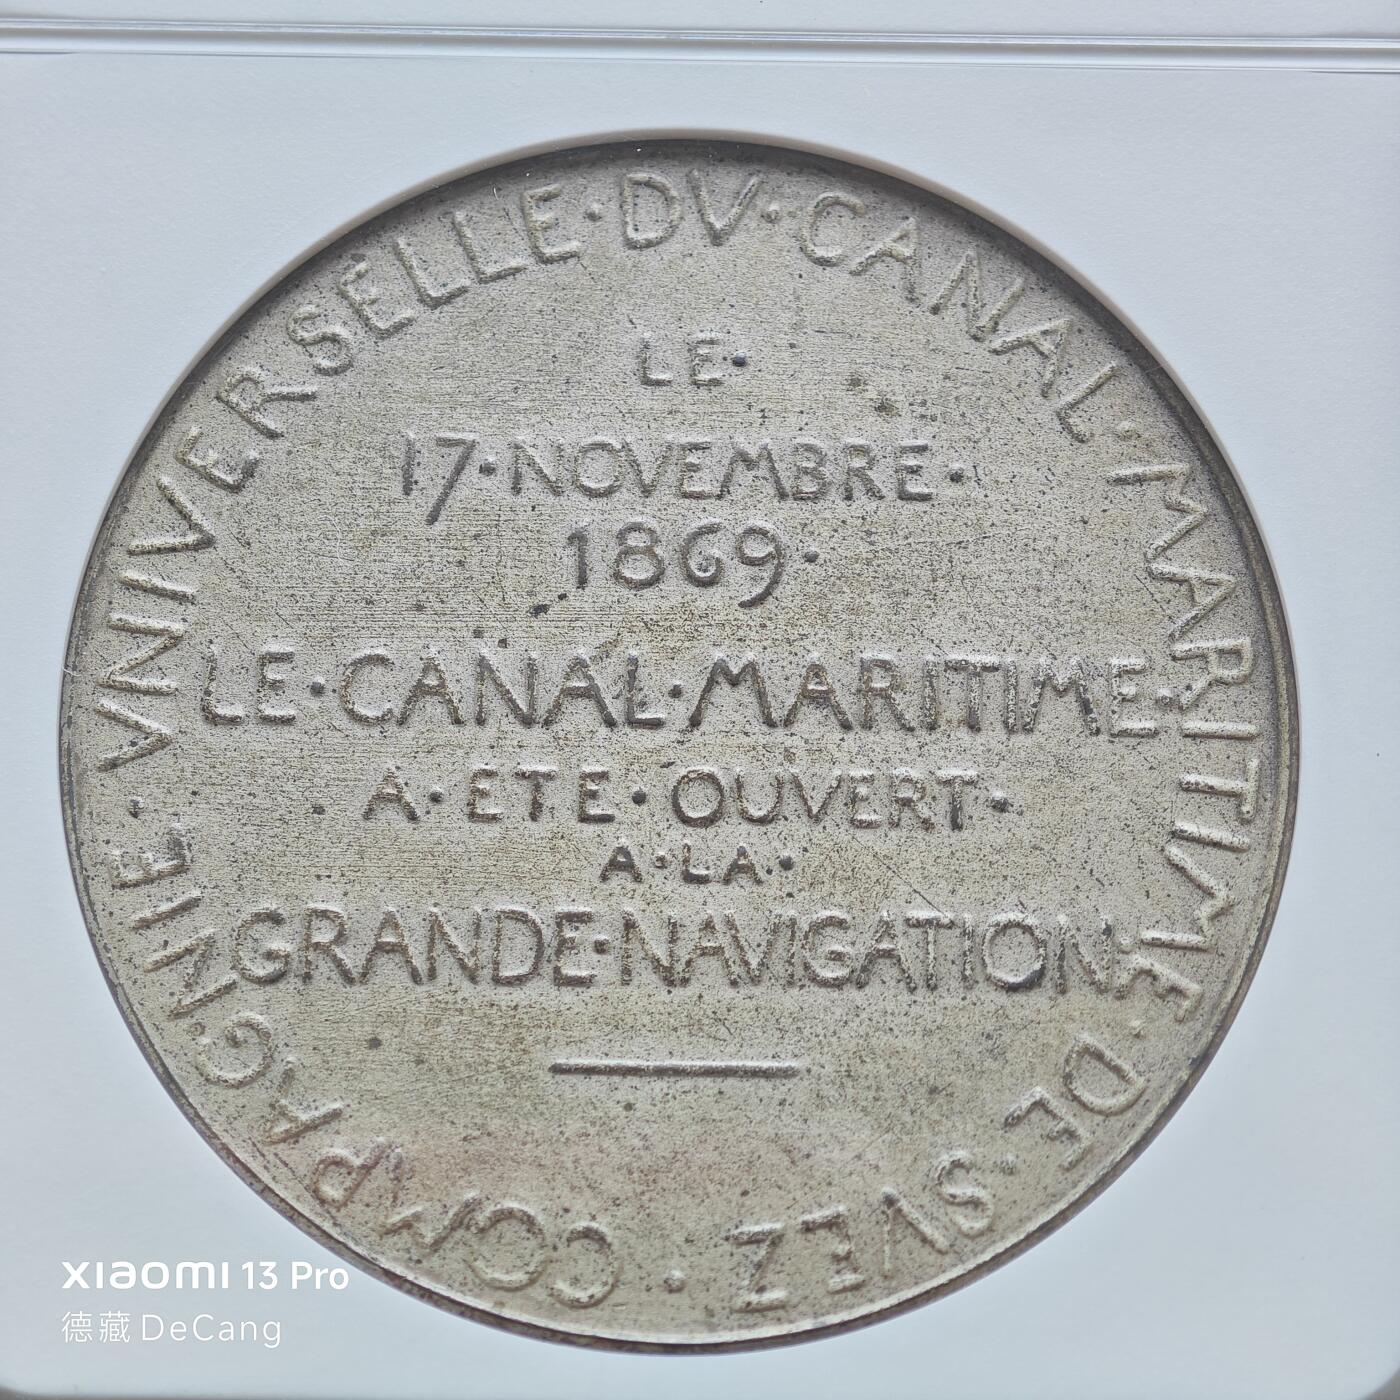 COMPAGNIE · VNIVERSELLE · DV · CANAL · MARITIME · DE · SVEZ ·
LE·
17·NOVEMBRE·
1869·
LE·CANAL·MARITIME·
A·ETE·OUVERT·
A·LA·
GRANDE·NAVIGATION·
xiaomi 13 Pro
德藏 DeCang